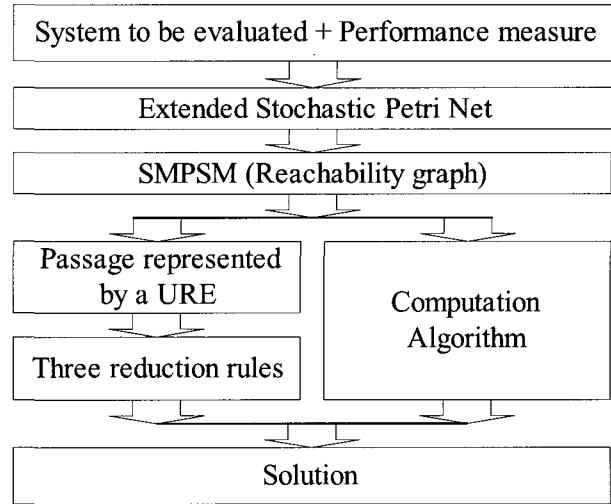 System to be evaluated + Performance measure
Extended Stochastic Petri Net
SMPSM (Reachability graph)
Passage represented
by a URE
Three reduction rules
Computation
Algorithm
Solution